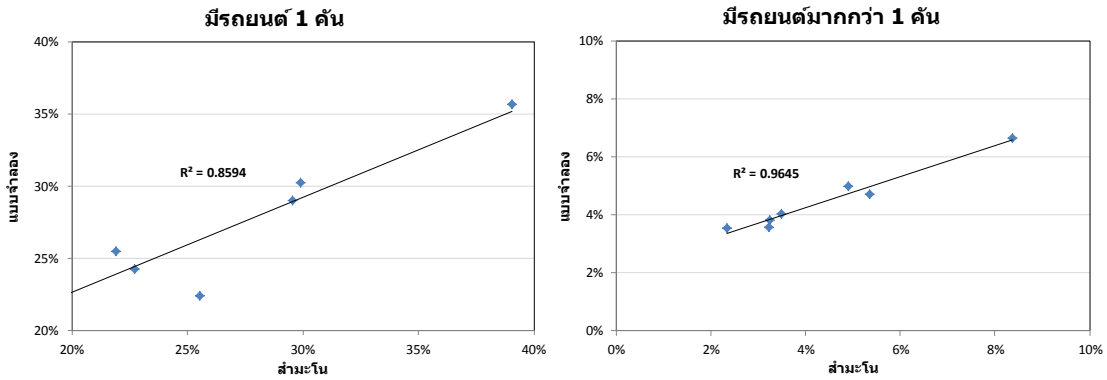 มีรถยนต์ 1 คัน
40%
35%
30%
25%
20%
แบบจำลอง
R² = 0.8594
20%
25%
30%
35%
40%
สำมะโน
มีรถยนต์มากกว่า 1 คัน
10%
8%
6%
4%
2%
0%
แบบจำลอง
R² = 0.9645
0%
2%
4%
6%
8%
10%
สำมะโน